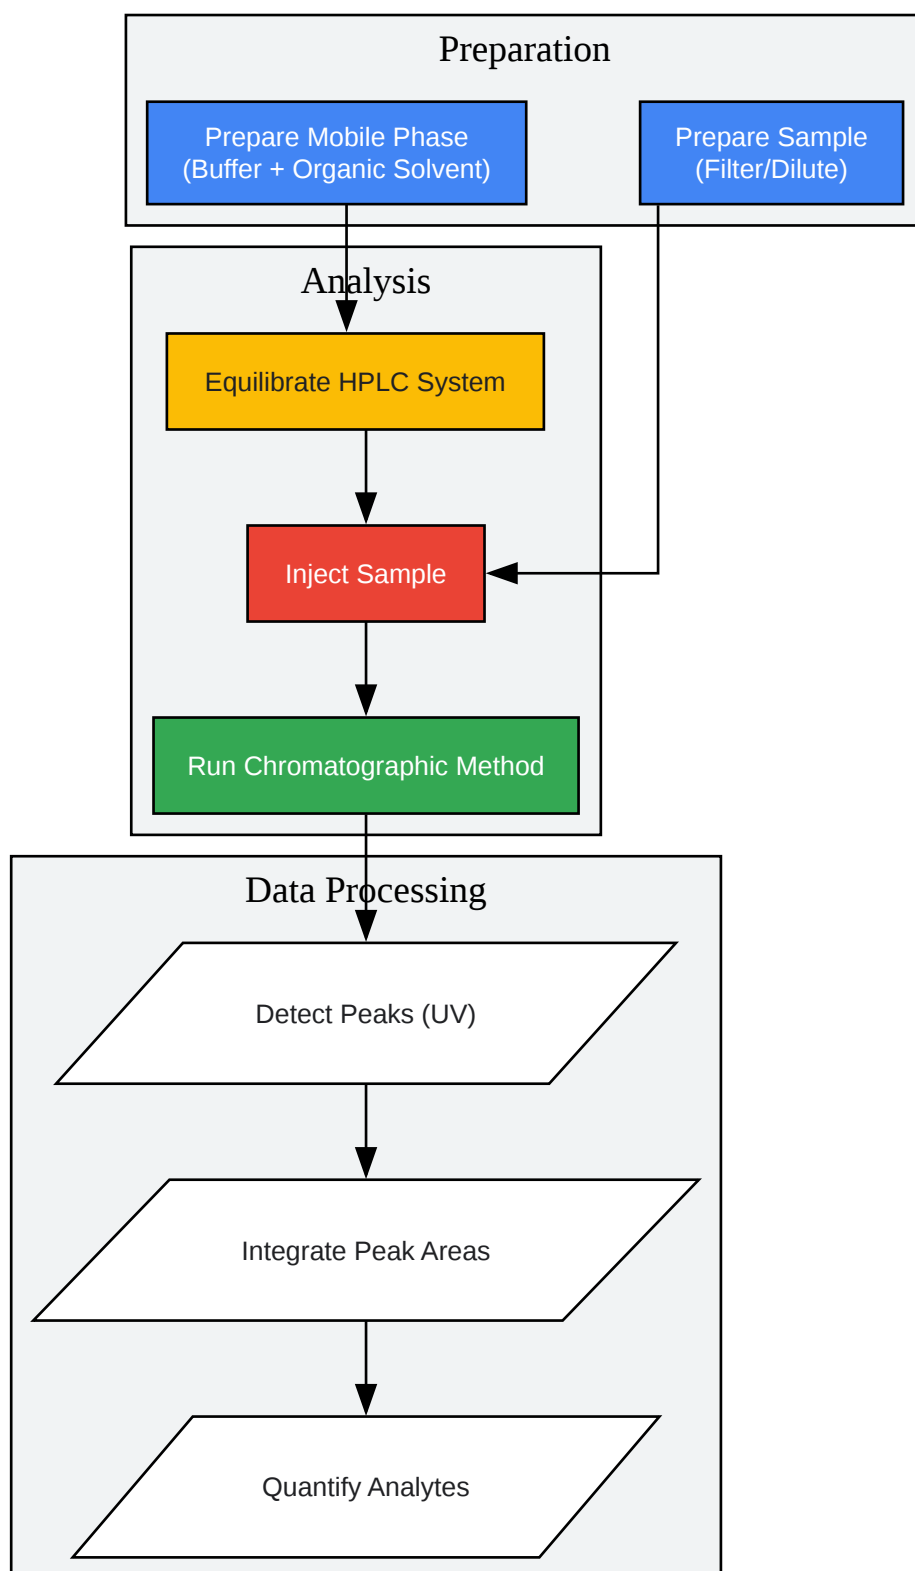 Preparation
Prepare Mobile Phase
(Buffer + Organic Solvent)
Prepare Sample
(Filter/Dilute)
Analysis
Equilibrate HPLC System
Inject Sample
Run Chromatographic Method
Data Processing
Detect Peaks (UV)
Integrate Peak Areas
Quantify Analytes